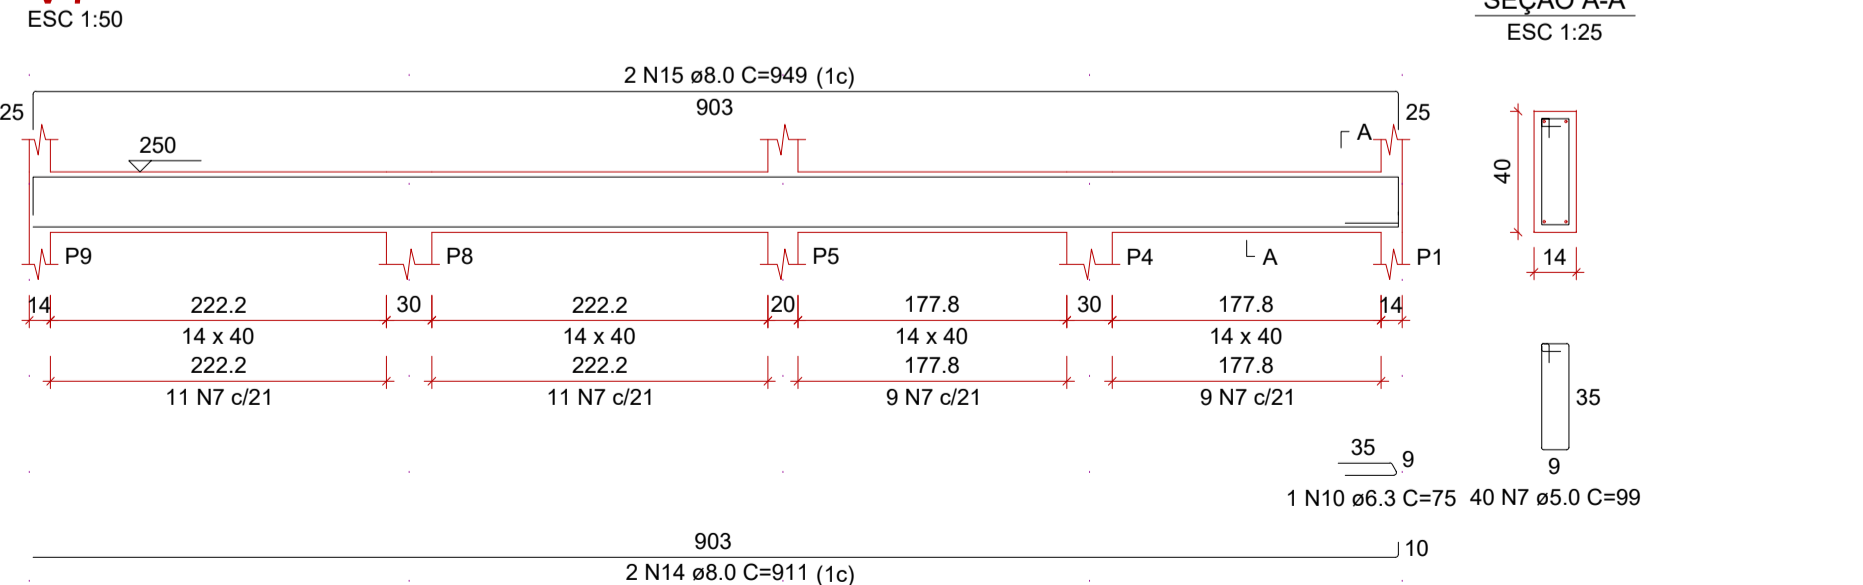 ESC 1:50
SEÇÃO A-A
ESC 1:25
2 N15 ø8.0 C=949 (1c)
25
903
25
250
A
40
P9
P8
P5
P4
A
P1
14
14
222.2
30
222.2
20
177.8
30
177.8
14
14 x 40
14 x 40
14 x 40
14 x 40
222.2
222.2
177.8
177.8
11 N7 c/21
11 N7 c/21
9 N7 c/21
9 N7 c/21
35
35
9
9
1 N10 ø6.3 C=75
40 N7 ø5.0 C=99
903
10
2 N14 ø8.0 C=911 (1c)